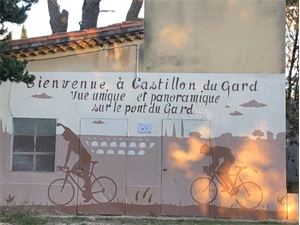 Bienvenue à Castillon du Gard
Vue unique et panoramique
sur le pont du Gard